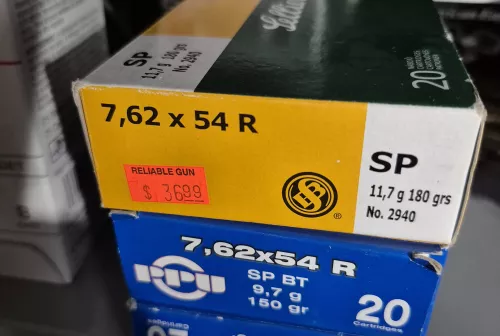 SP
11,7 g 180 grs
No. 2940
20
7,62 x 54 R
RELIABLE GUN
$ 36.99
SP
11,7 g 180 grs
No. 2940
7,62x54 R
PPU
SP BT
9,7 g
150 gr
20
Cartridges